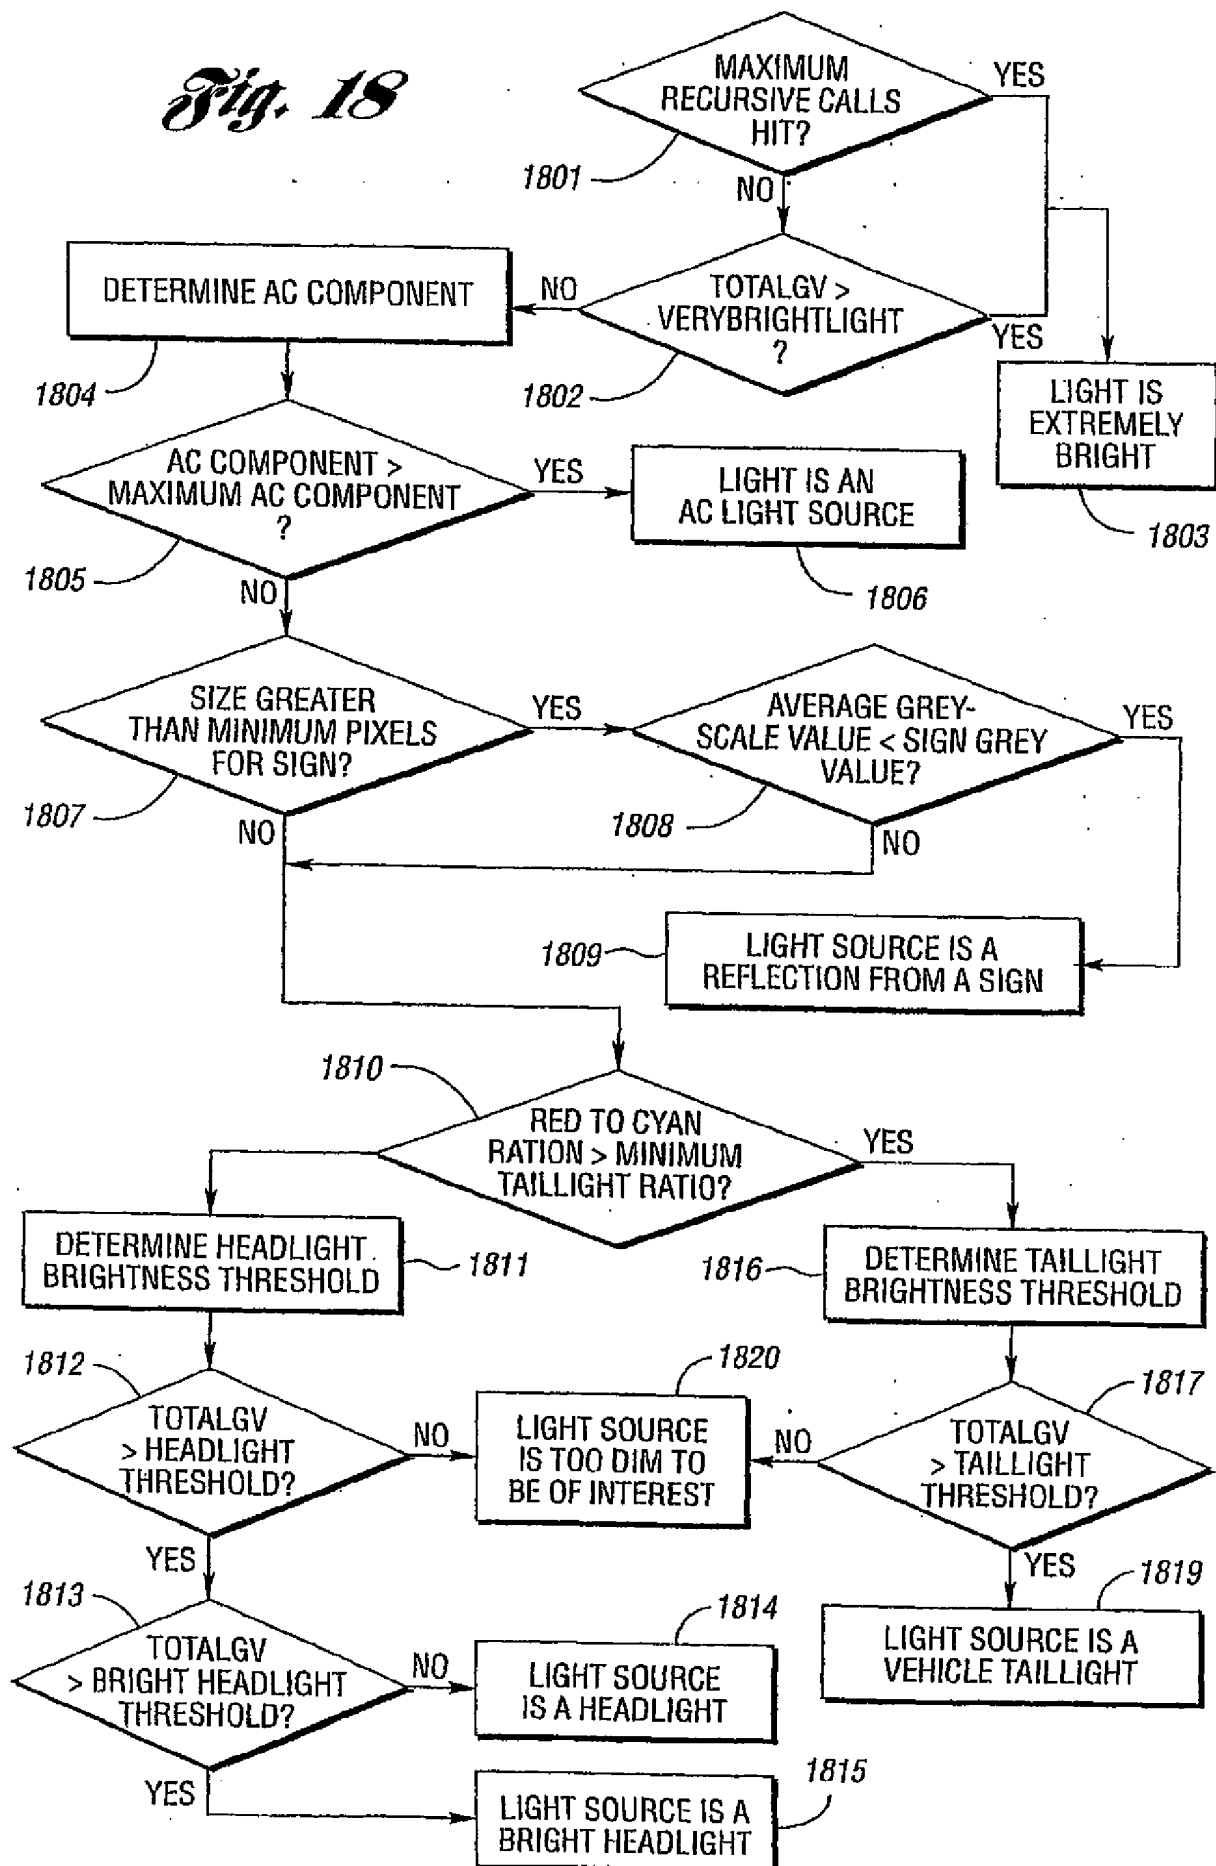 Fig. 18
MAXIMUM
RECURSIVE CALLS
HIT?
YES
1801
NO
DETERMINE AC COMPONENT
NO
TOTALGV >
VERYBRIGHTLIGHT
?
YES
1804
1802
LIGHT IS
EXTREMELY
BRIGHT
1803
AC COMPONENT >
MAXIMUM AC COMPONENT
?
YES
LIGHT IS AN
AC LIGHT SOURCE
1805
NO
1806
SIZE GREATER
THAN MINIMUM PIXELS
FOR SIGN?
YES
AVERAGE GREY-
SCALE VALUE < SIGN GREY
VALUE?
YES
1807
NO
1808
NO
1809
LIGHT SOURCE IS A
REFLECTION FROM A SIGN
1810
RED TO CYAN
RATION > MINIMUM
TAILLIGHT RATIO?
YES
DETERMINE HEADLIGHT
BRIGHTNESS THRESHOLD
1811
1816
DETERMINE TAILLIGHT
BRIGHTNESS THRESHOLD
1812
TOTALGV
> HEADLIGHT
THRESHOLD?
NO
1820
LIGHT SOURCE
IS TOO DIM TO
BE OF INTEREST
NO
1817
TOTALGV
> TAILLIGHT
THRESHOLD?
YES
YES
1813
TOTALGV
> BRIGHT HEADLIGHT
THRESHOLD?
NO
1814
LIGHT SOURCE
IS A HEADLIGHT
1819
LIGHT SOURCE IS A
VEHICLE TAILLIGHT
YES
1815
LIGHT SOURCE IS A
BRIGHT HEADLIGHT